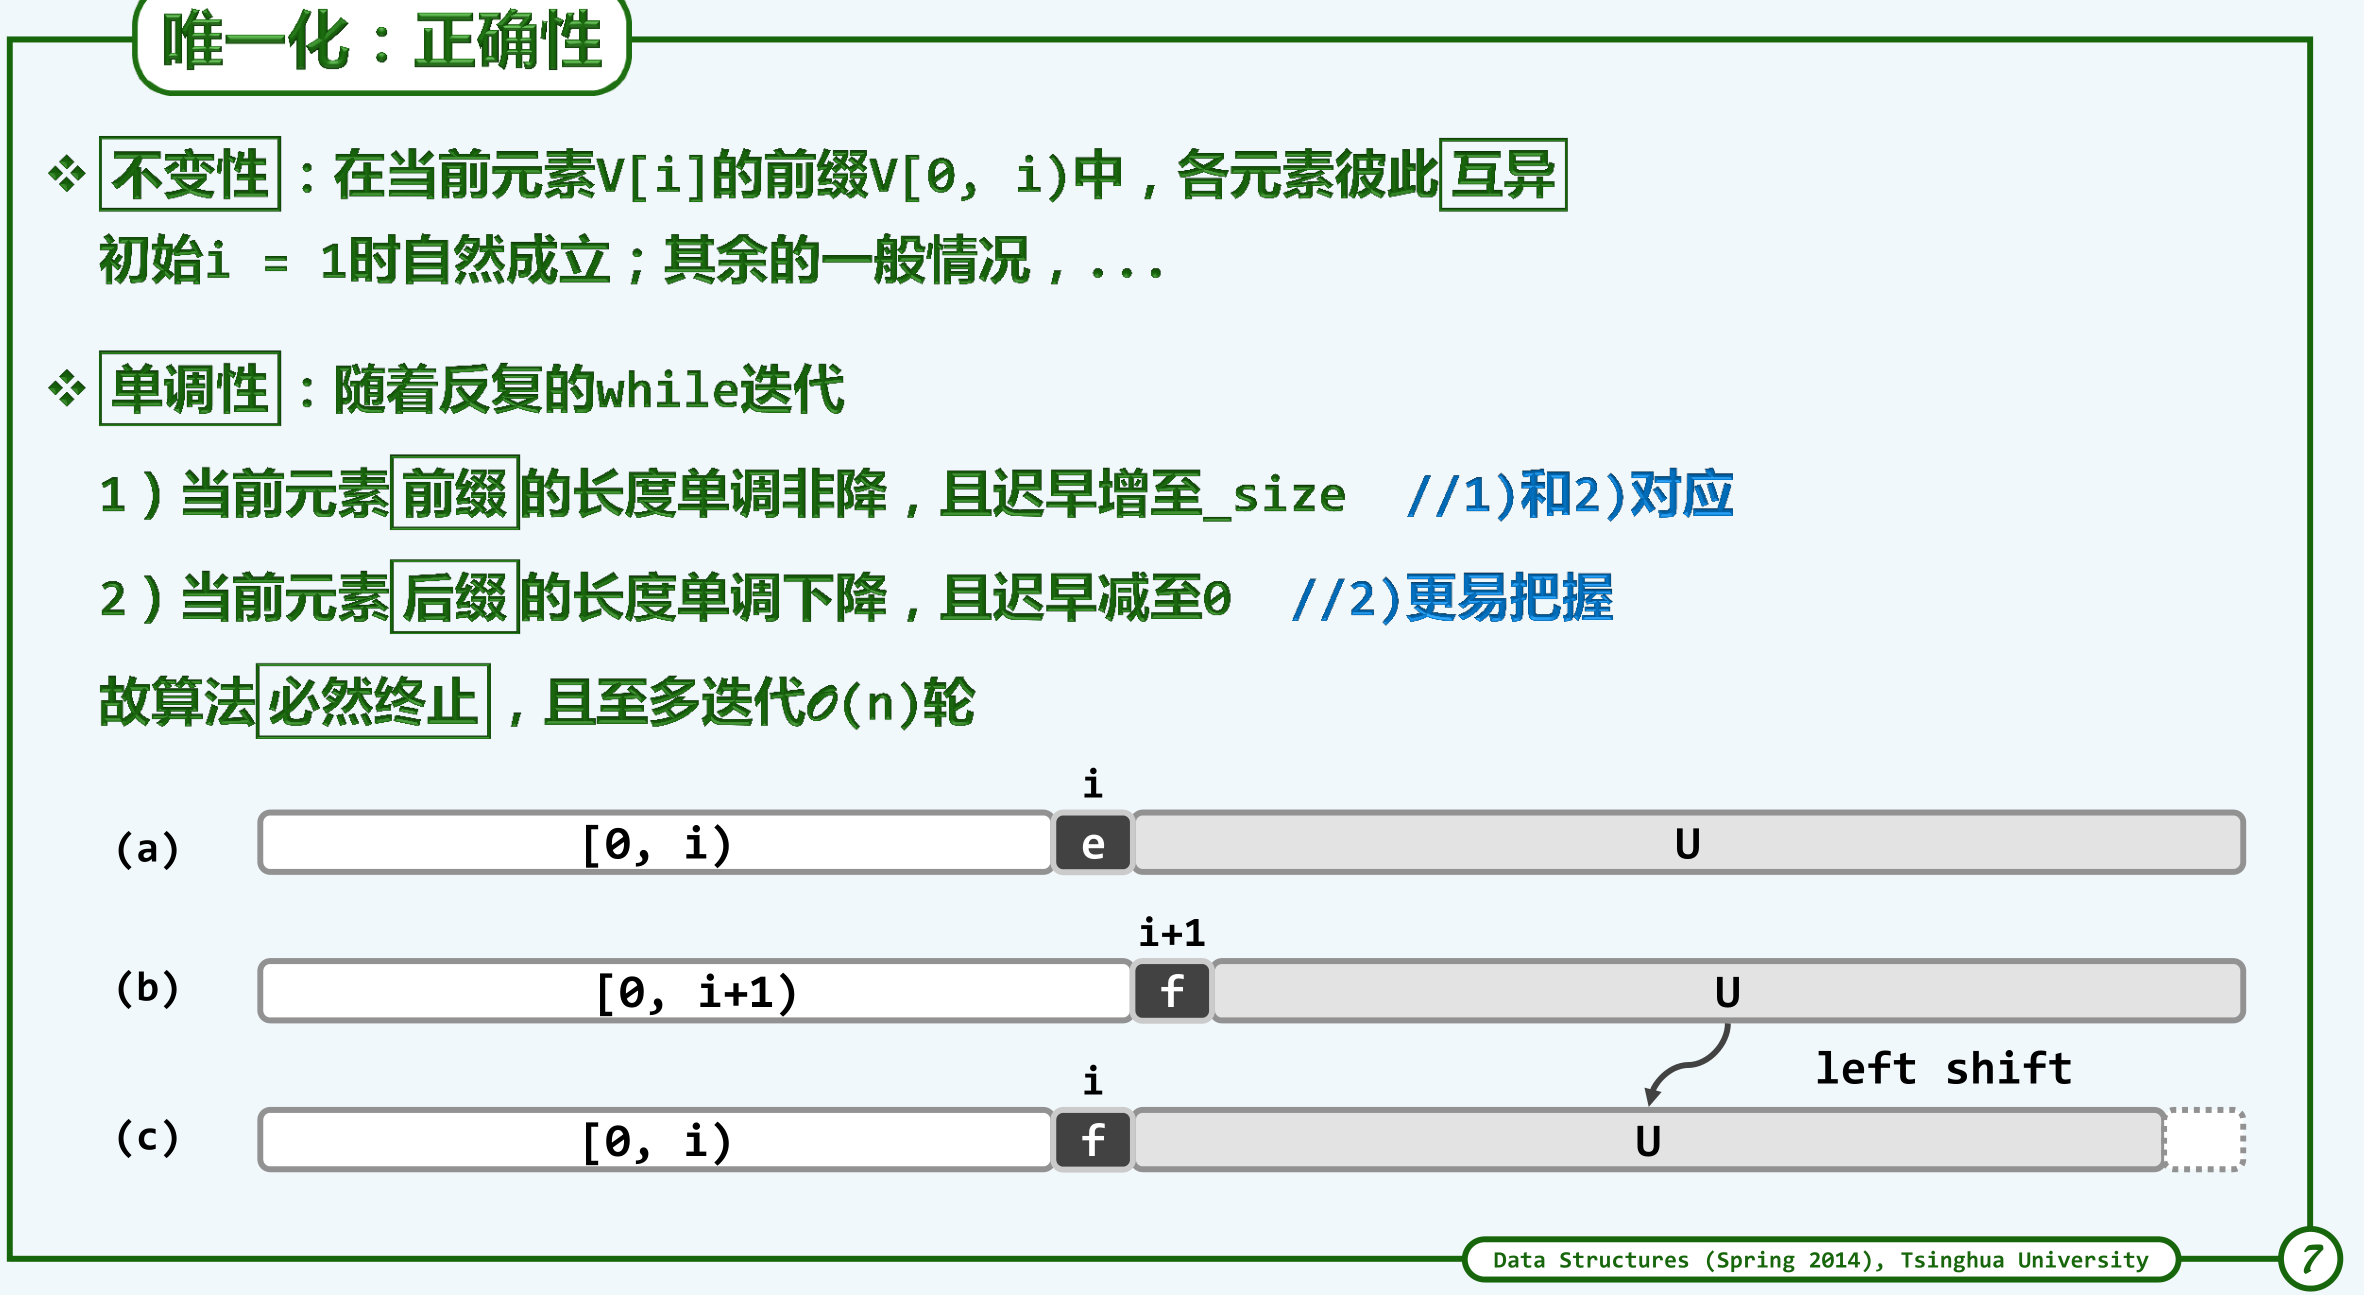 唯一化：正确性
❖ 不变性：在当前元素V[i]的前缀V[0, i)中，各元素彼此互异
初始i = 1时自然成立；其余的一般情况，...
❖ 单调性：随着反复的while迭代
1）当前元素前缀的长度单调非降，且迟早增至_size //1)和2)对应
2）当前元素后缀的长度单调下降，且迟早减至0 //2)更易把握
故算法必然终止，且至多迭代O(n)轮
i
(a) [0, i) e U
i+1
(b) [0, i+1) f U
left shift
i
(c) [0, i) f U
Data Structures (Spring 2014), Tsinghua University 7